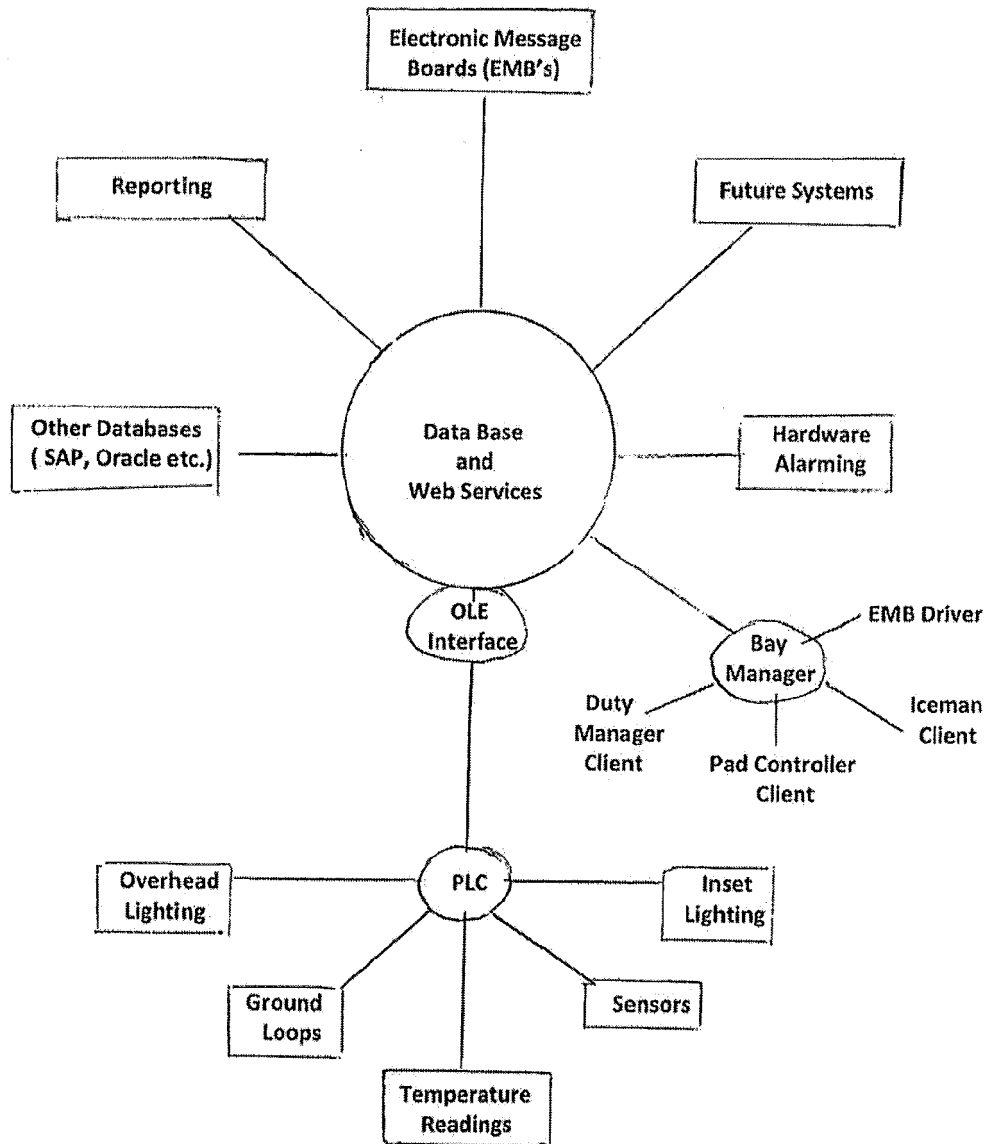 Electronic Message
Boards (EMB's)
Reporting
Future Systems
Other Databases
( SAP, Oracle etc.)
Data Base
and
Web Services
Hardware
Alarming
OLE
Interface
Bay
Manager
EMB Driver
Duty
Manager
Client
Pad Controller
Client
Iceman
Client
Overhead
Lighting
PLC
Inset
Lighting
Ground
Loops
Sensors
Temperature
Readings